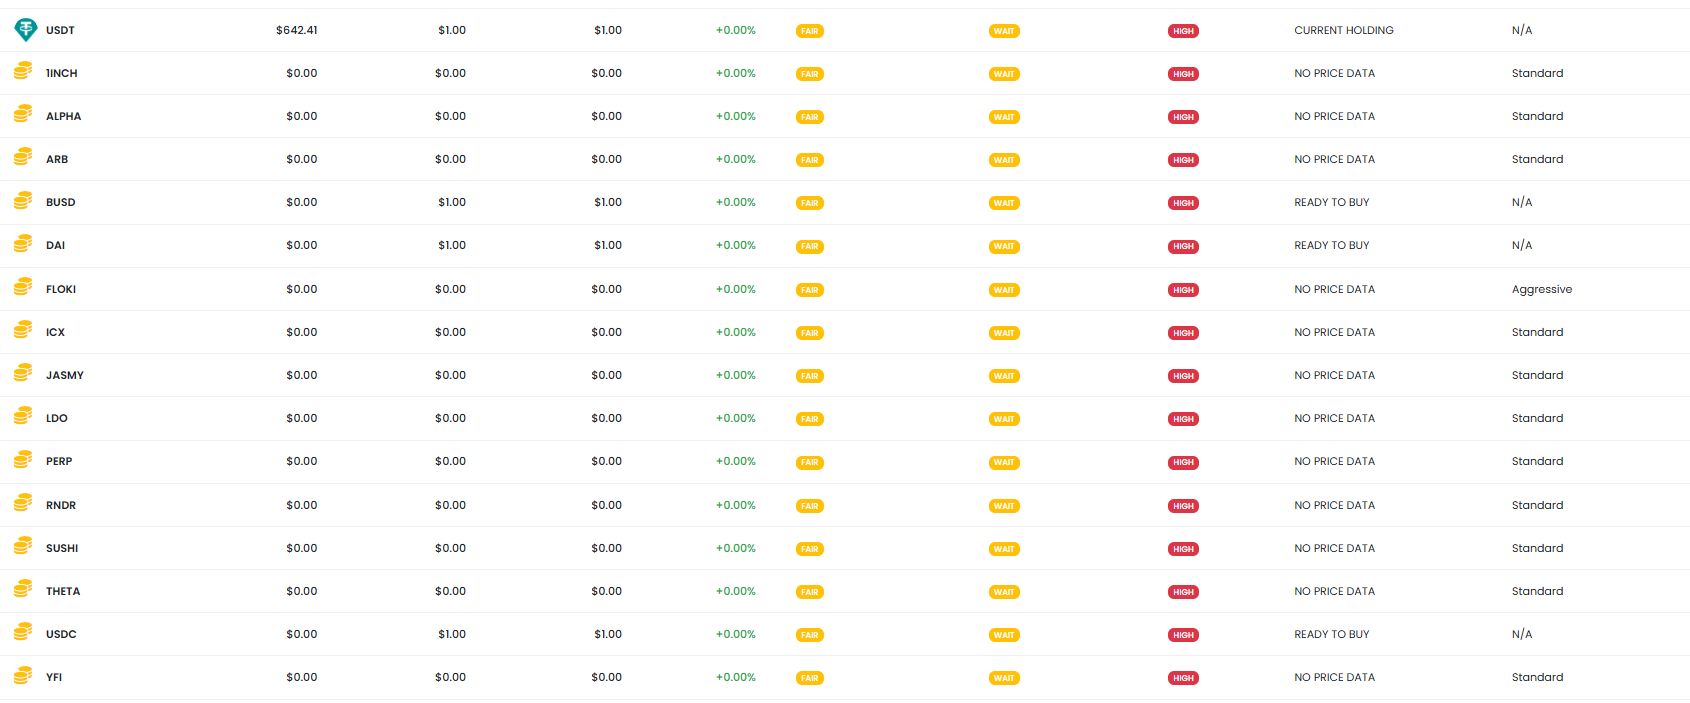 USDT $642.41 $1.00 $1.00 +0.00% FAIR WAIT HIGH CURRENT HOLDING N/A
1INCH $0.00 $0.00 $0.00 +0.00% FAIR WAIT HIGH NO PRICE DATA Standard
ALPHA $0.00 $0.00 $0.00 +0.00% FAIR WAIT HIGH NO PRICE DATA Standard
ARB $0.00 $0.00 $0.00 +0.00% FAIR WAIT HIGH NO PRICE DATA Standard
BUSD $0.00 $1.00 $1.00 +0.00% FAIR WAIT HIGH READY TO BUY N/A
DAI $0.00 $1.00 $1.00 +0.00% FAIR WAIT HIGH READY TO BUY N/A
FLOKI $0.00 $0.00 $0.00 +0.00% FAIR WAIT HIGH NO PRICE DATA Aggressive
ICX $0.00 $0.00 $0.00 +0.00% FAIR WAIT HIGH NO PRICE DATA Standard
JASMY $0.00 $0.00 $0.00 +0.00% FAIR WAIT HIGH NO PRICE DATA Standard
LDO $0.00 $0.00 $0.00 +0.00% FAIR WAIT HIGH NO PRICE DATA Standard
PERP $0.00 $0.00 $0.00 +0.00% FAIR WAIT HIGH NO PRICE DATA Standard
RNDR $0.00 $0.00 $0.00 +0.00% FAIR WAIT HIGH NO PRICE DATA Standard
SUSHI $0.00 $0.00 $0.00 +0.00% FAIR WAIT HIGH NO PRICE DATA Standard
THETA $0.00 $0.00 $0.00 +0.00% FAIR WAIT HIGH NO PRICE DATA Standard
USDC $0.00 $1.00 $1.00 +0.00% FAIR WAIT HIGH READY TO BUY N/A
YFI $0.00 $0.00 $0.00 +0.00% FAIR WAIT HIGH NO PRICE DATA Standard